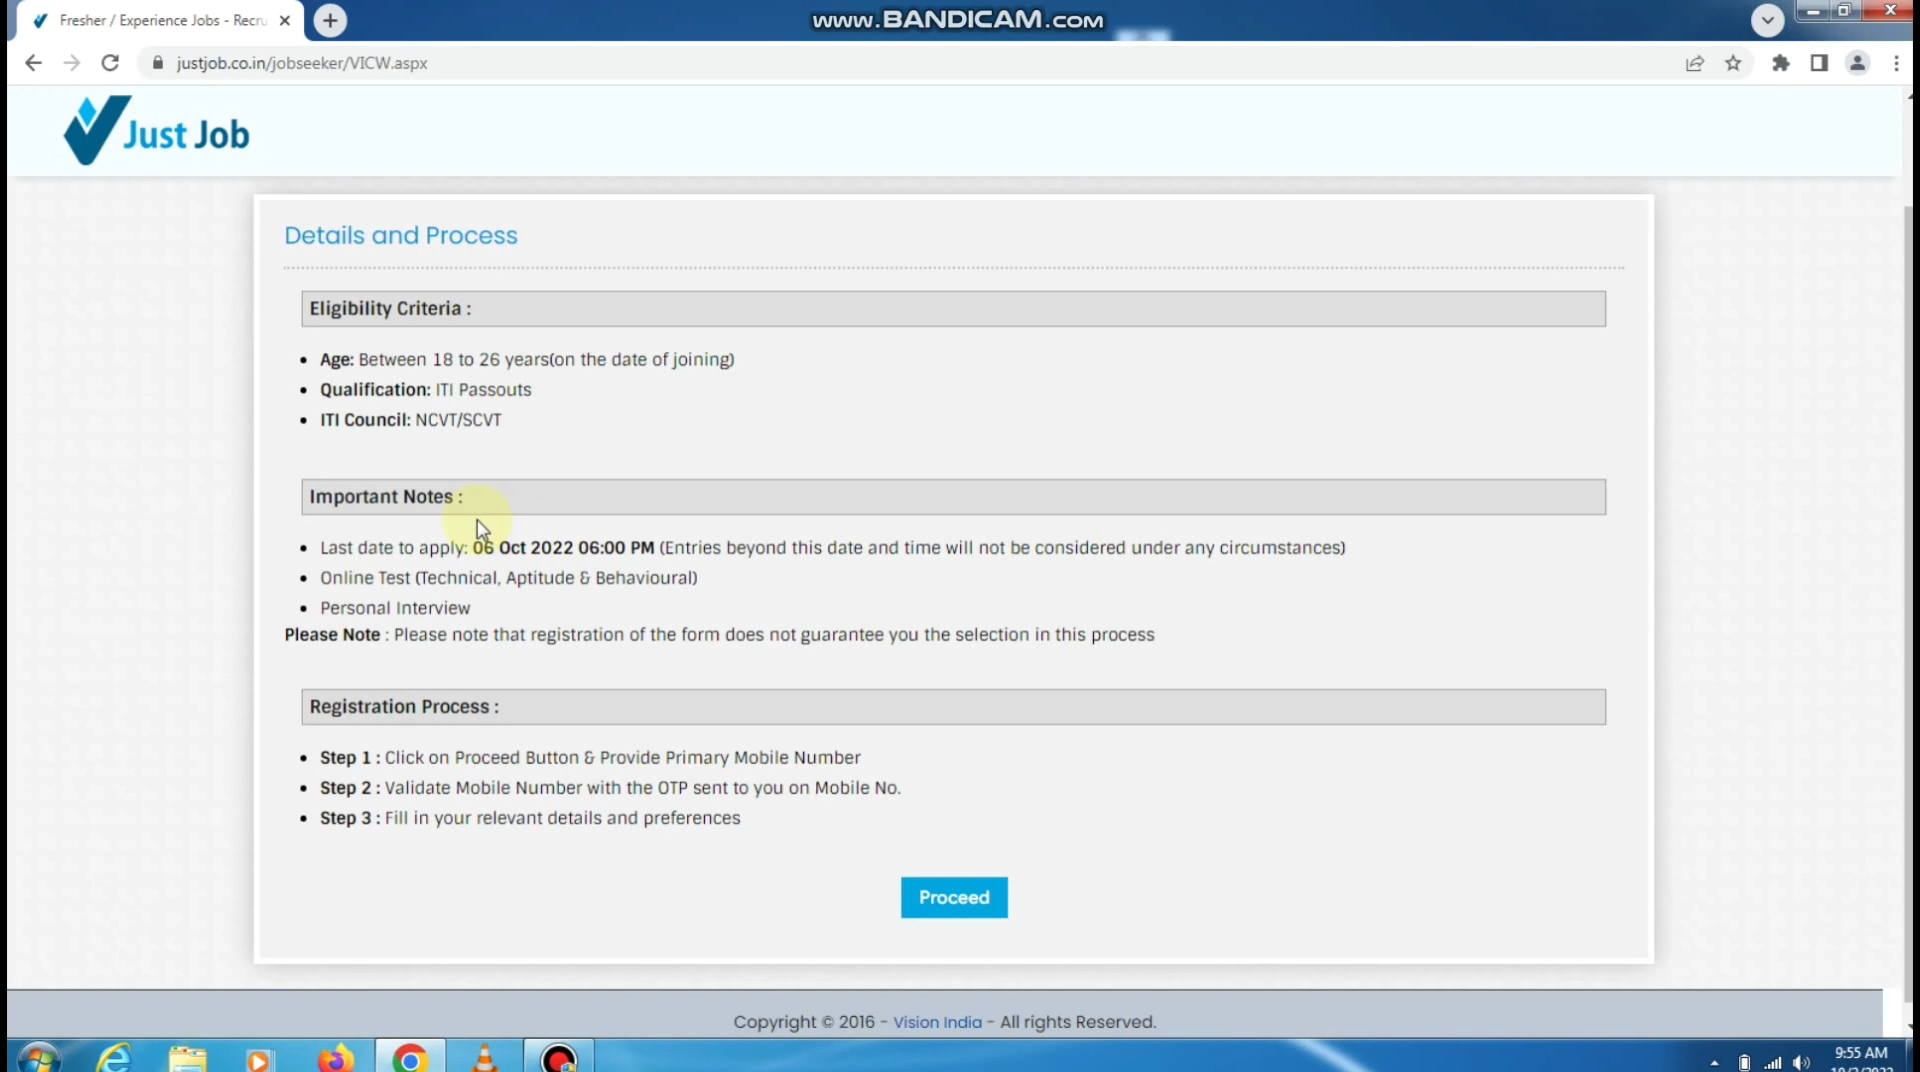 Fresher / Experience Jobs - Recru
www.BANDICAM.com
justjob.co.in/jobseeker/VICW.aspx
Just Job
Details and Process
Eligibility Criteria :
• Age: Between 18 to 26 years(on the date of joining)
• Qualification: ITI Passouts
• ITI Council: NCVT/SCVT
Important Notes :
• Last date to apply: 06 Oct 2022 06:00 PM (Entries beyond this date and time will not be considered under any circumstances)
• Online Test (Technical, Aptitude & Behavioural)
• Personal Interview
Please Note : Please note that registration of the form does not guarantee you the selection in this process
Registration Process :
• Step 1 : Click on Proceed Button & Provide Primary Mobile Number
• Step 2 : Validate Mobile Number with the OTP sent to you on Mobile No.
• Step 3 : Fill in your relevant details and preferences
Proceed
Copyright © 2016 - Vision India - All rights Reserved.
9:55 AM